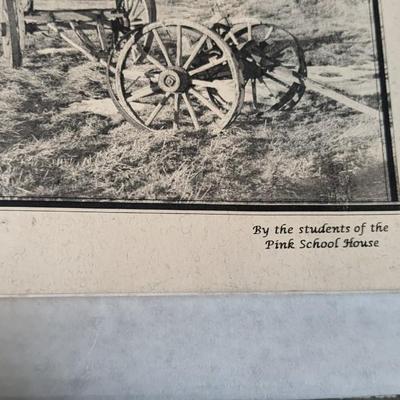 By the students of the
Pink School House